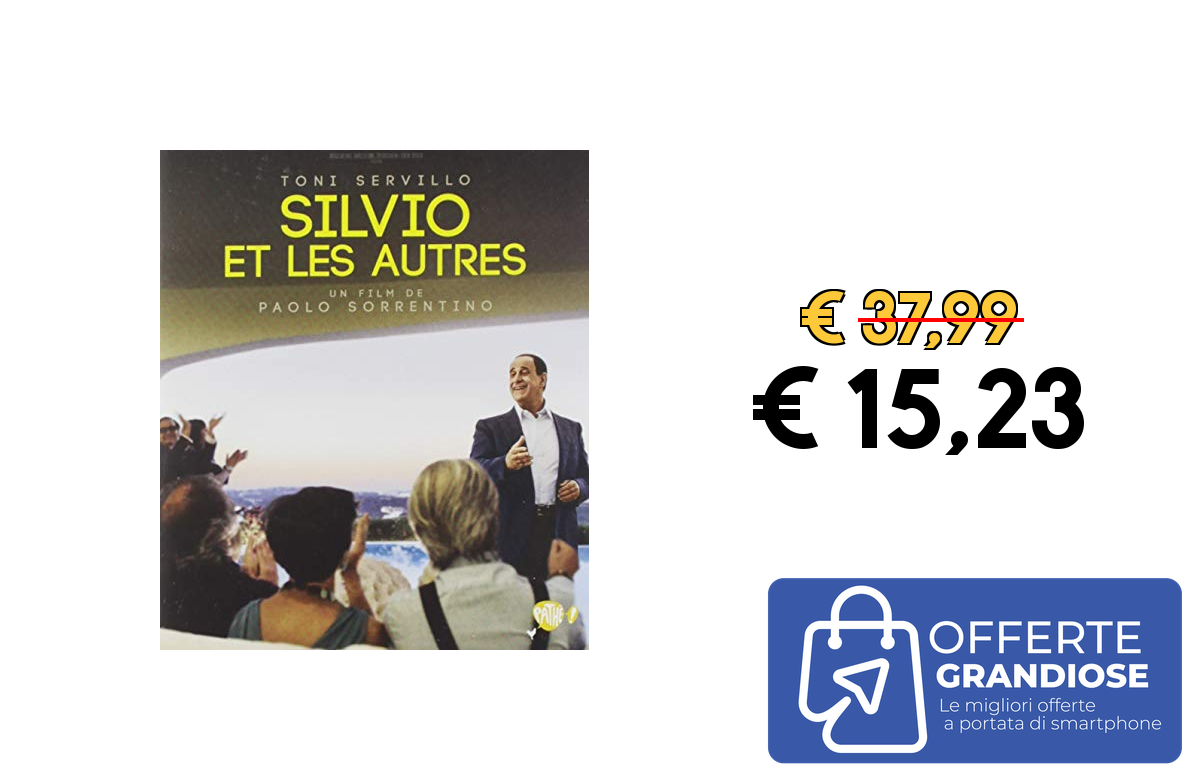 TONI SERVILLO
SILVIO
ET LES AUTRES
UN FILM DE
PAOLO SORRENTINO
PATHÉ!
€ 37,99
€ 15,23
OFFERTE
GRANDIOSE
Le migliori offerte
a portata di smartphone